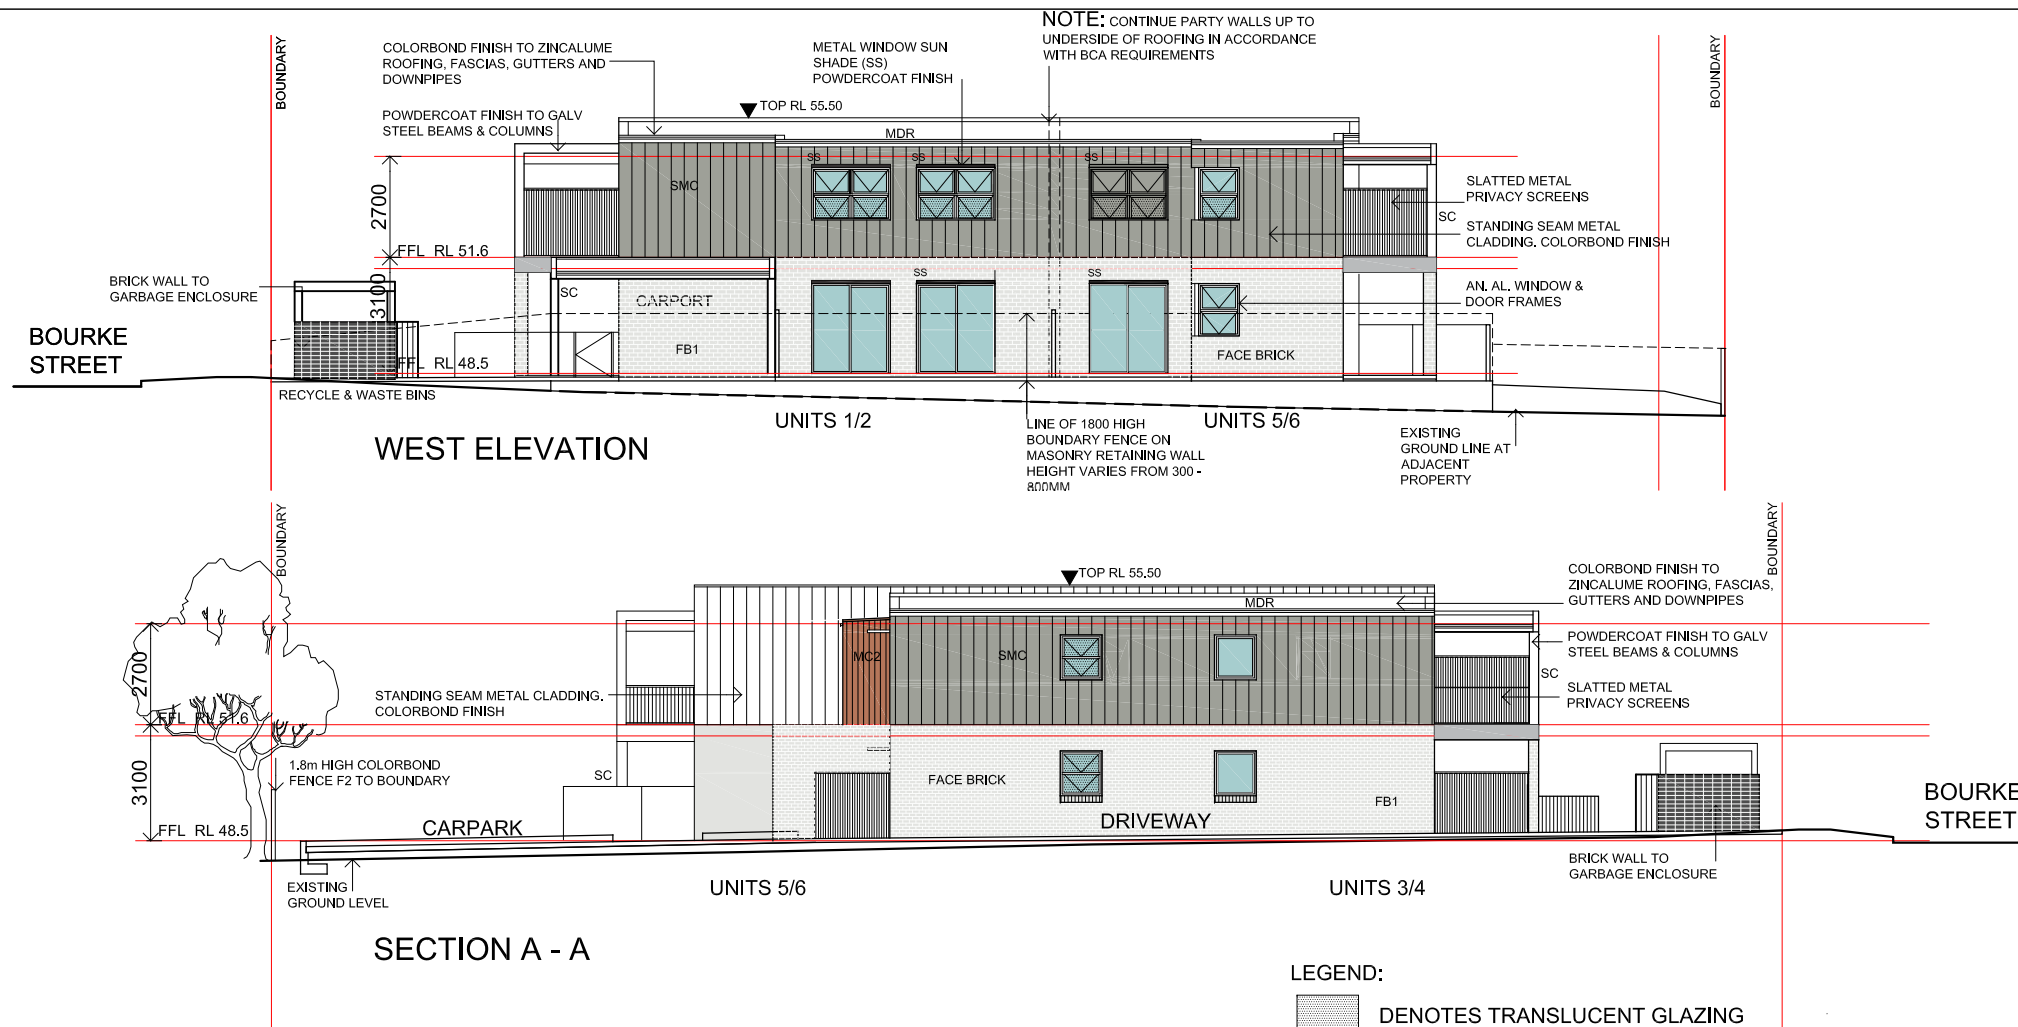 NOTE: CONTINUE PARTY WALLS UP TO
UNDERSIDE OF ROOFING IN ACCORDANCE
WITH BCA REQUIREMENTS
BOUNDARY
COLORBOND FINISH TO ZINCALUME
ROOFING, FASCIAS, GUTTERS AND
DOWNPIPES
METAL WINDOW SUN
SHADE (SS)
POWDERCOAT FINISH
BOUNDARY
POWDERCOAT FINISH TO GALV
STEEL BEAMS & COLUMNS
TOP RL 55.50
MDR
SS
SS
SS
SMC
2700
SLATTED METAL
PRIVACY SCREENS
SC
STANDING SEAM METAL
CLADDING. COLORBOND FINISH
FFL RL 51.6
BRICK WALL TO
GARBAGE ENCLOSURE
3100
SC
CARPORT
SS
SS
AN. AL. WINDOW &
DOOR FRAMES
BOURKE
STREET
FFL RL 48.5
FB1
FACE BRICK
RECYCLE & WASTE BINS
UNITS 1/2
UNITS 5/6
WEST ELEVATION
LINE OF 1800 HIGH
BOUNDARY FENCE ON
MASONRY RETAINING WALL
HEIGHT VARIES FROM 300 -
800MM
EXISTING
GROUND LINE AT
ADJACENT
PROPERTY
BOUNDARY
BOUNDARY
TOP RL 55.50
MDR
COLORBOND FINISH TO
ZINCALUME ROOFING, FASCIAS,
GUTTERS AND DOWNPIPES
2700
MC2
SMC
POWDERCOAT FINISH TO GALV
STEEL BEAMS & COLUMNS
SC
STANDING SEAM METAL CLADDING.
COLORBOND FINISH
SLATTED METAL
PRIVACY SCREENS
FFL RL 51.6
3100
1.8m HIGH COLORBOND
FENCE F2 TO BOUNDARY
SC
FACE BRICK
FB1
BOURKE
STREET
FFL RL 48.5
CARPARK
DRIVEWAY
BRICK WALL TO
GARBAGE ENCLOSURE
EXISTING
GROUND LEVEL
UNITS 5/6
UNITS 3/4
SECTION A - A
LEGEND:
DENOTES TRANSLUCENT GLAZING